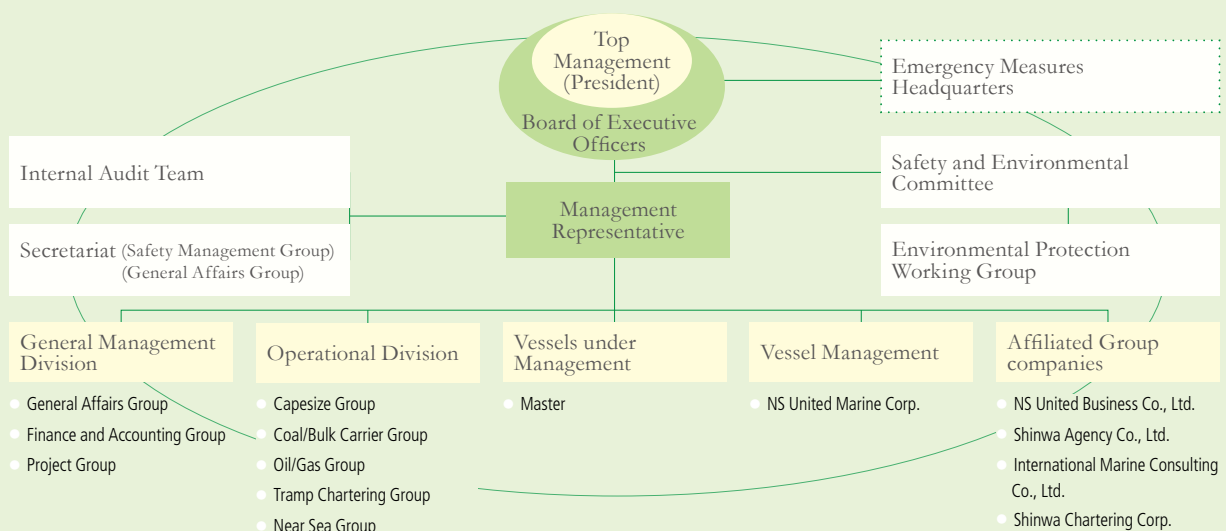 Top
Management
(President)
Board of Executive
Officers
Emergency Measures
Headquarters
Internal Audit Team
Safety and Environmental
Committee
Management
Representative
Secretariat (Safety Management Group)
(General Affairs Group)
Environmental Protection
Working Group
General Management
Division
General Affairs Group
Finance and Accounting Group
Project Group
Operational Division
Capesize Group
Coal/Bulk Carrier Group
Oil/Gas Group
Tramp Chartering Group
Near Sea Group
Vessels under
Management
Master
Vessel Management
NS United Marine Corp.
Affiliated Group
companies
NS United Business Co., Ltd.
Shinwa Agency Co., Ltd.
International Marine Consulting
Co., Ltd.
Shinwa Chartering Corp.